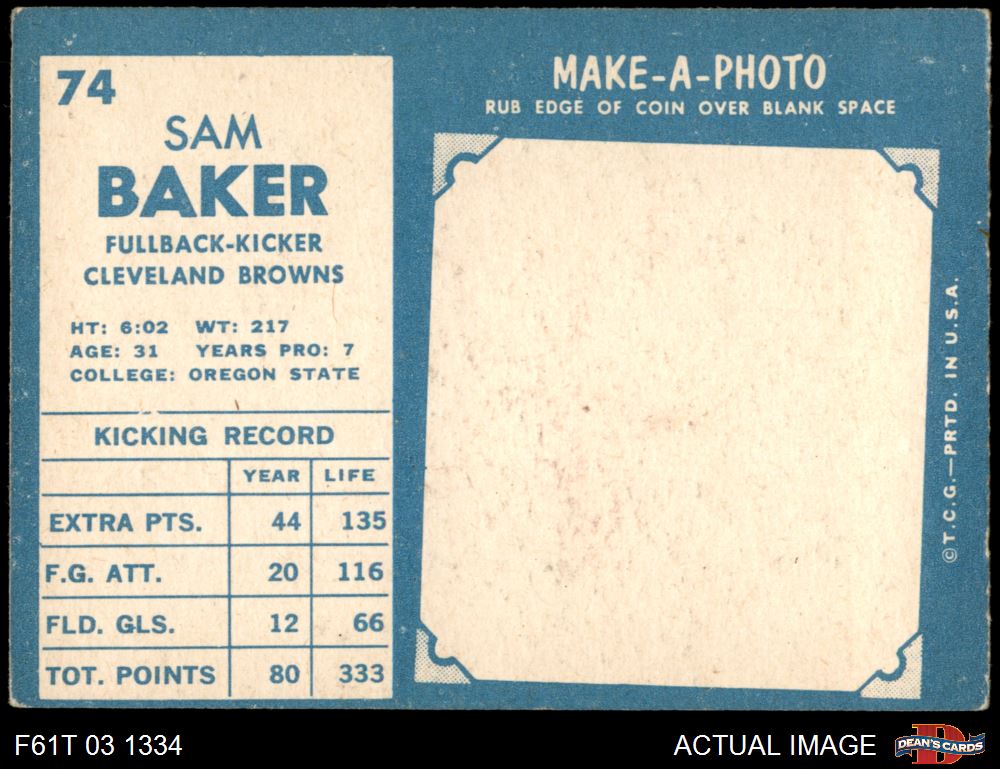 74
SAM
BAKER
FULLBACK-KICKER
CLEVELAND BROWNS
HT: 6:02 WT: 217
AGE: 31 YEARS PRO: 7
COLLEGE: OREGON STATE
KICKING RECORD
YEAR LIFE
EXTRA PTS. 44 135
F.G. ATT. 20 116
FLD. GLS. 12 66
TOT. POINTS 80 333
MAKE-A-PHOTO
RUB EDGE OF COIN OVER BLANK SPACE
©T.C.G.—PRTD. IN U.S.A.
F61T 03 1334
ACTUAL IMAGE
D
DEAN'S CARDS